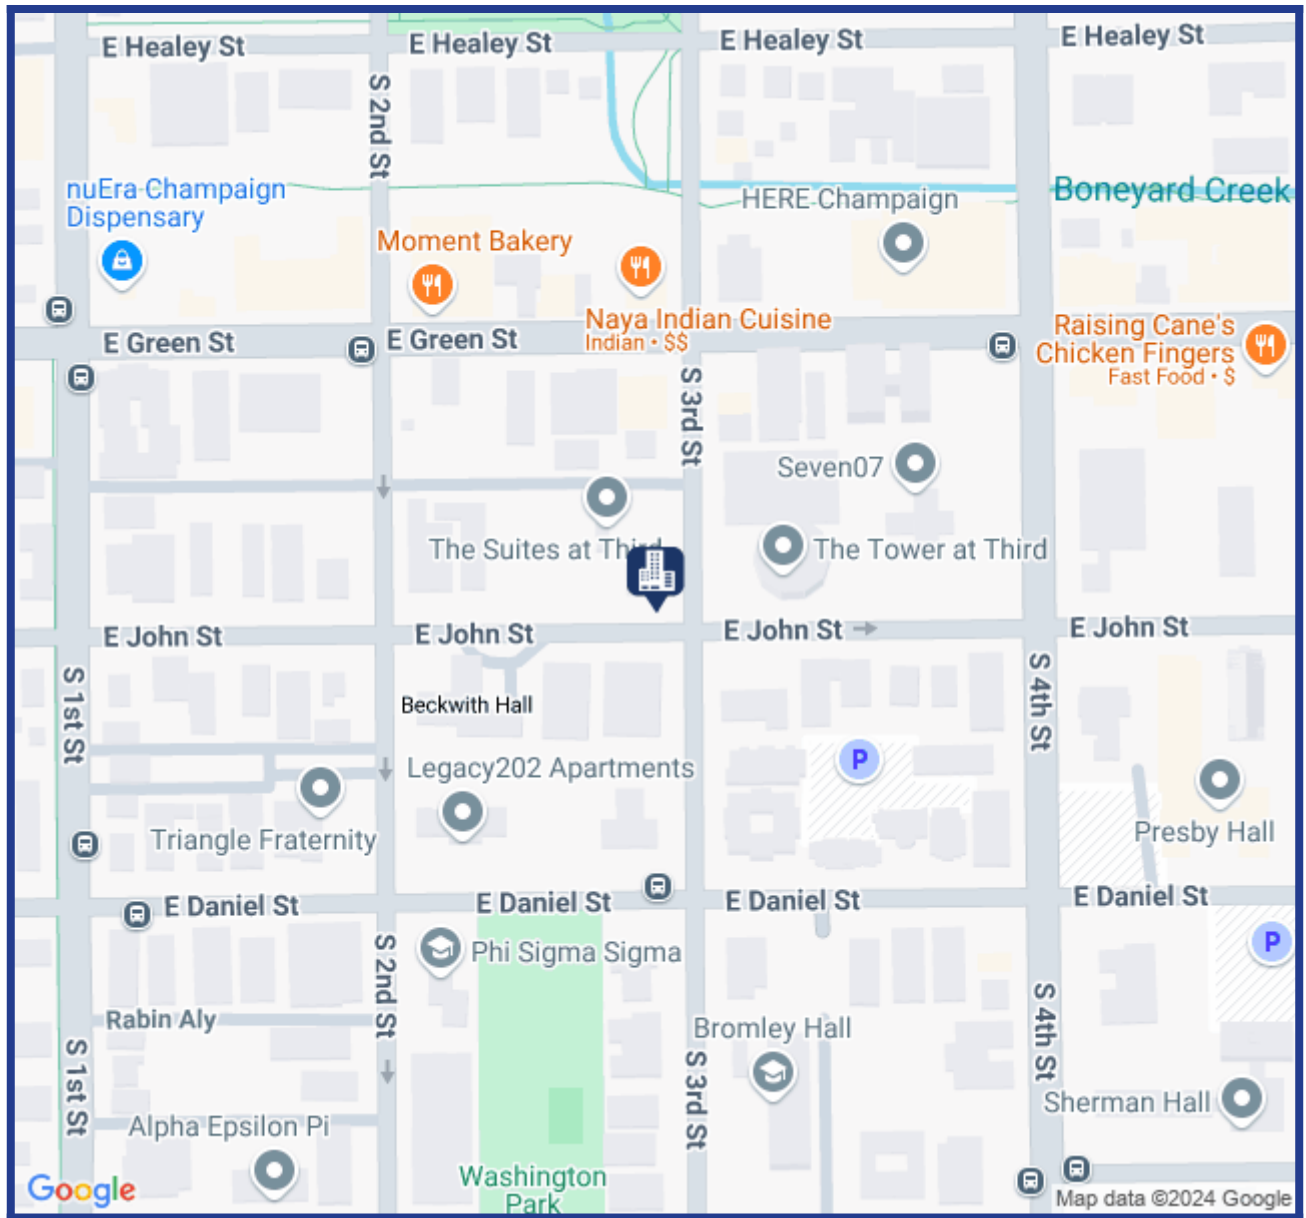 E Healey St
E Healey St
E Healey St
E Healey St
S 2nd St
nuEra Champaign
Dispensary
HERE Champaign
Boneyard Creek
Moment Bakery
Naya Indian Cuisine
Indian • $$
E Green St
E Green St
Raising Cane's
Chicken Fingers
Fast Food • $
S 3rd St
Seven07
The Suites at Third
The Tower at Third
E John St
E John St
E John St
E John St
S 1st St
S 4th St
Beckwith Hall
Legacy202 Apartments
P
Triangle Fraternity
Presby Hall
E Daniel St
E Daniel St
E Daniel St
E Daniel St
Phi Sigma Sigma
P
S 2nd St
Rabin Aly
Bromley Hall
S 4th St
S 1st St
S 3rd St
Sherman Hall
Alpha Epsilon Pi
Washington
Park
Google
Map data ©2024 Google